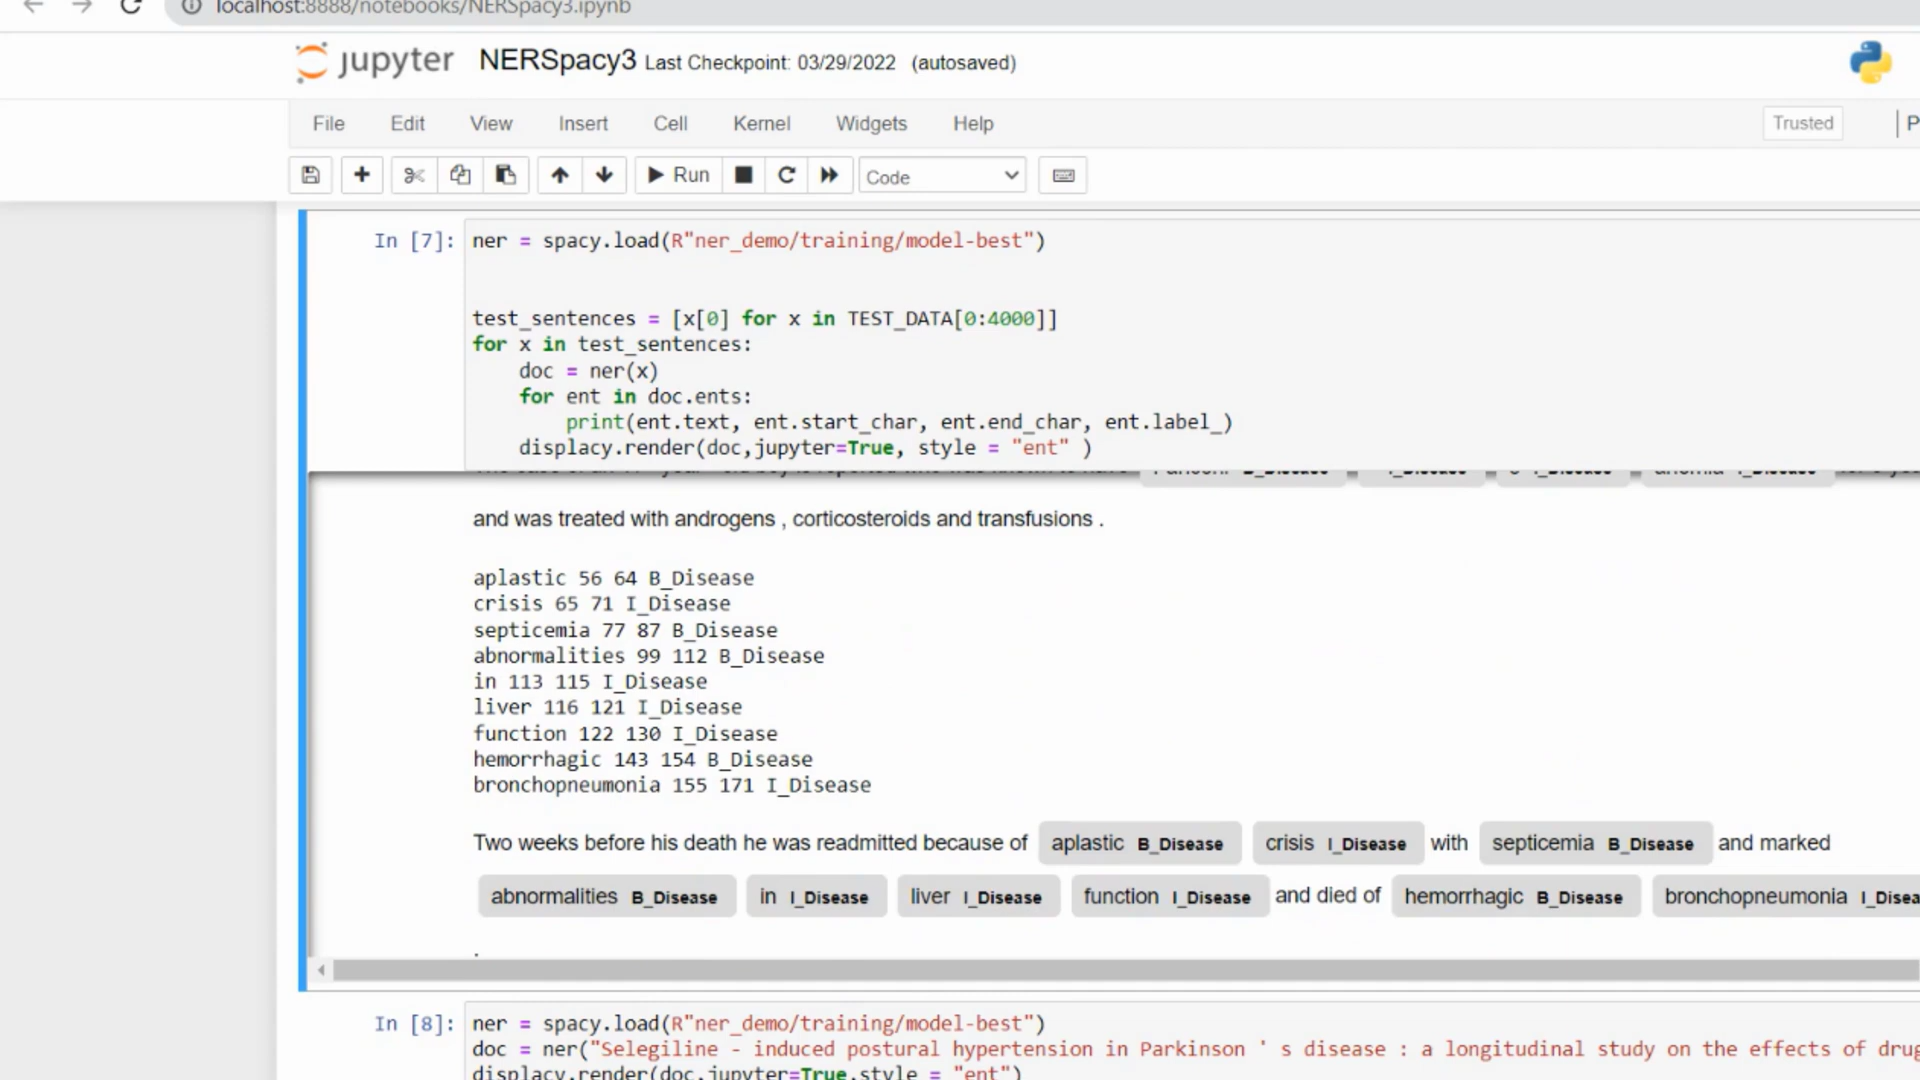 localhost:8888/notebooks/NERSpacy3.ipynb
jupyter NERSpacy3 Last Checkpoint: 03/29/2022 (autosaved)
File Edit View Insert Cell Kernel Widgets Help Trusted
Run Code
In [7]: ner = spacy.load(R"ner_demo/training/model-best")
test_sentences = [x[0] for x in TEST_DATA[0:4000]]
for x in test_sentences:
doc = ner(x)
for ent in doc.ents:
print(ent.text, ent.start_char, ent.end_char, ent.label_)
displacy.render(doc,jupyter=True, style = "ent" )
and was treated with androgens , corticosteroids and transfusions .
aplastic 56 64 B_Disease
crisis 65 71 I_Disease
septicemia 77 87 B_Disease
abnormalities 99 112 B_Disease
in 113 115 I_Disease
liver 116 121 I_Disease
function 122 130 I_Disease
hemorrhagic 143 154 B_Disease
bronchopneumonia 155 171 I_Disease
Two weeks before his death he was readmitted because of aplastic B_Disease crisis I_Disease with septicemia B_Disease and marked
abnormalities B_Disease in I_Disease liver I_Disease function I_Disease and died of hemorrhagic B_Disease bronchopneumonia I_Disea
.
In [8]: ner = spacy.load(R"ner_demo/training/model-best")
doc = ner("Selegiline - induced postural hypertension in Parkinson ' s disease : a longitudinal study on the effects of drug
displacy.render(doc,jupyter=True,style = "ent")